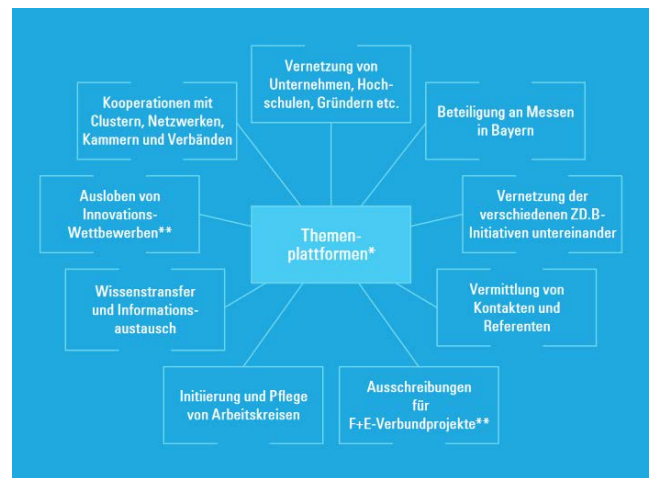 Vernetzung von
Unternehmen, Hoch-
schulen, Gründern etc.
Kooperationen mit
Clustern, Netzwerken,
Kammern und Verbänden
Beteiligung an Messen
in Bayern
Ausloben von
Innovations-
Wettbewerben**
Themen-
plattformen*
Vernetzung der
verschiedenen ZD.B-
Initiativen untereinander
Wissenstransfer
und Informations-
austausch
Vermittlung von
Kontakten und
Referenten
Initiierung und Pflege
von Arbeitskreisen
Ausschreibungen
für
F+E-Verbundprojekte**